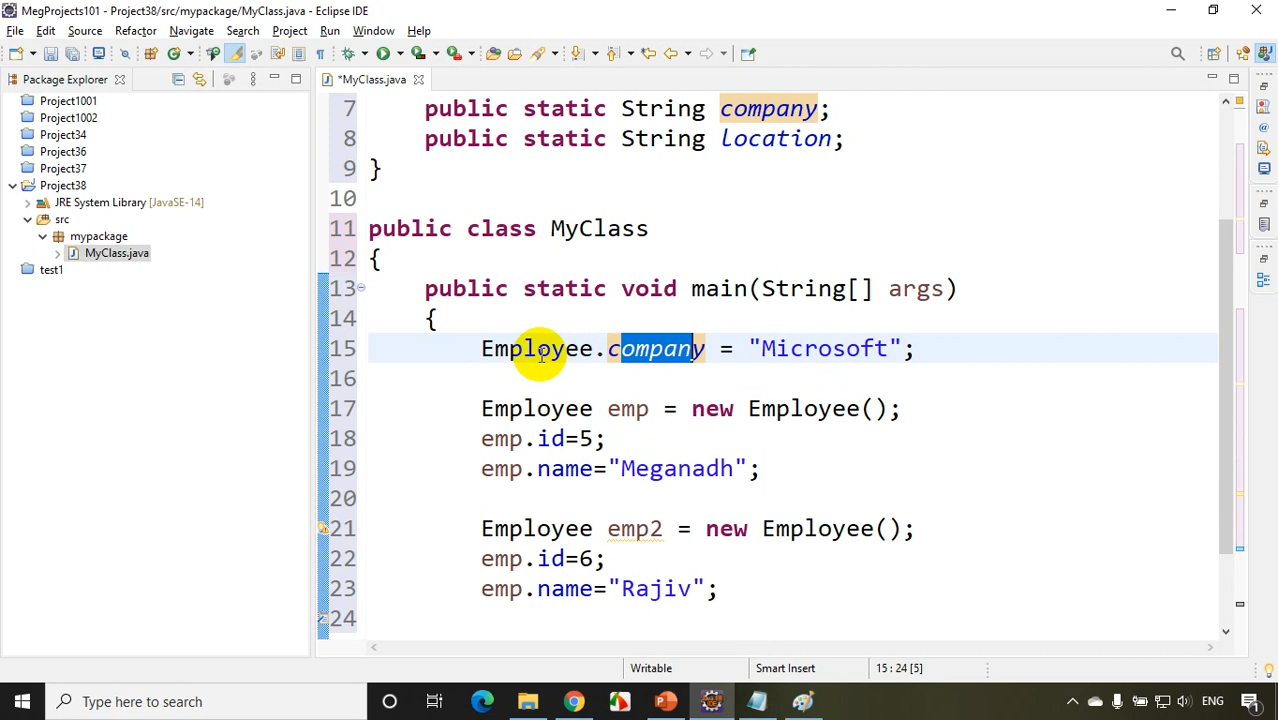 MegProjects101 - Project38/src/mypackage/MyClass.java - Eclipse IDE
File Edit Source Refactor Navigate Search Project Run Window Help
Package Explorer
*MyClass.java
Project1001
Project1002
Project34
Project36
Project37
Project38
JRE System Library [JavaSE-14]
src
mypackage
MyClass.java
test1
7 public static String company;
8 public static String location;
9 }
10
11 public class MyClass
12 {
13 public static void main(String[] args)
14 {
15 Employee.company = "Microsoft";
16
17 Employee emp = new Employee();
18 emp.id=5;
19 emp.name="Meganadh";
20
21 Employee emp2 = new Employee();
22 emp.id=6;
23 emp.name="Rajiv";
24
Writable Smart Insert 15 : 24 [5]
Type here to search
ENG